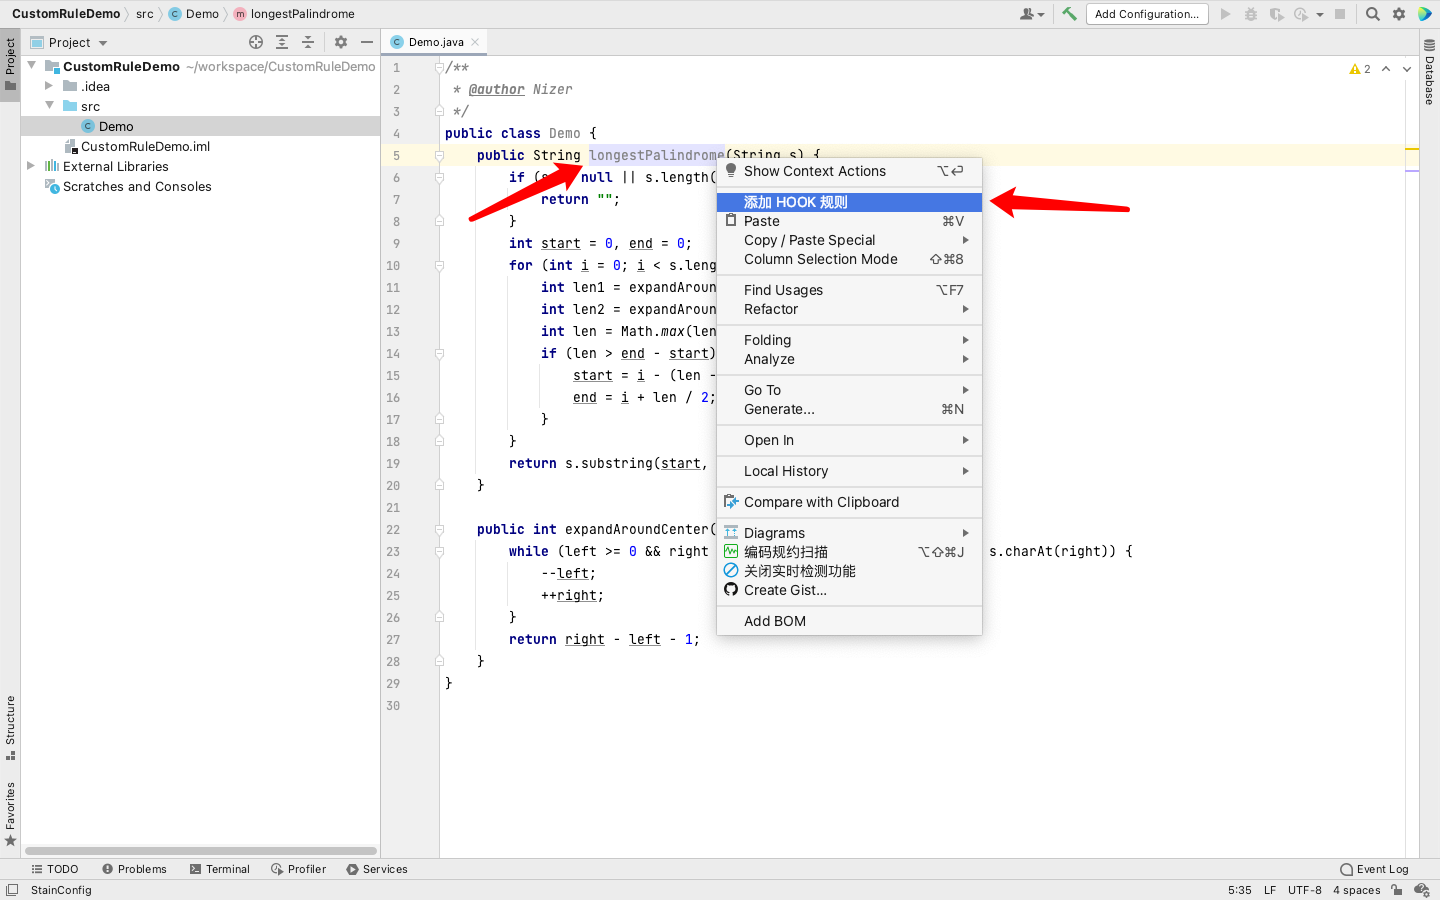 CustomRuleDemo
src
Demo
longestPalindrome
Add Configuration...
Project
Project
CustomRuleDemo ~/workspace/CustomRuleDemo
.idea
src
Demo
CustomRuleDemo.iml
External Libraries
Scratches and Consoles
Structure
Favorites
Demo.java
2
Database
1 /**
2 * @author Nizer
3 */
4 public class Demo {
5 public String longestPalindrome(String s) {
6 if (s null || s.length(
7 return "";
8 }
9 int start = 0, end = 0;
10 for (int i = 0; i < s.leng
11 int len1 = expandAroun
12 int len2 = expandAroun
13 int len = Math.max(len
14 if (len > end - start)
15 start = i - (len -
16 end = i + len / 2;
17 }
18 }
19 return s.substring(start,
20 }
21
22 public int expandAroundCenter(
23 while (left >= 0 && right s.charAt(right)) {
24 --left;
25 ++right;
26 }
27 return right - left - 1;
28 }
29 }
30
Show Context Actions ⌥⏎
添加 HOOK 规则
Paste ⌘V
Copy / Paste Special
Column Selection Mode ⇧⌘8
Find Usages ⌥F7
Refactor
Folding
Analyze
Go To
Generate... ⌘N
Open In
Local History
Compare with Clipboard
Diagrams
编码规约扫描 ⌥⇧⌘J
关闭实时检测功能
Create Gist...
Add BOM
TODO
Problems
Terminal
Profiler
Services
Event Log
StainConfig
5:35 LF UTF-8 4 spaces